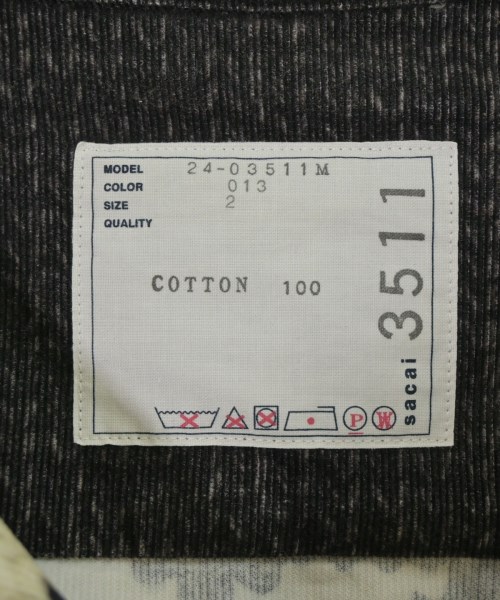 MODEL 24-03511M
COLOR 013
SIZE 2
QUALITY
COTTON 100
P W
sacai 3511